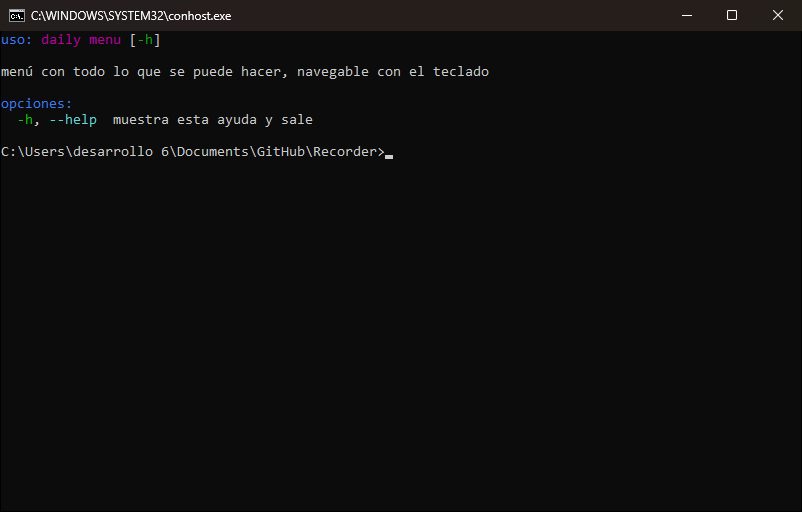 C:\WINDOWS\SYSTEM32\conhost.exe
uso: daily menu [-h]
menú con todo lo que se puede hacer, navegable con el teclado
opciones:
  -h, --help  muestra esta ayuda y sale
C:\Users\desarrollo 6\Documents\GitHub\Recorder>